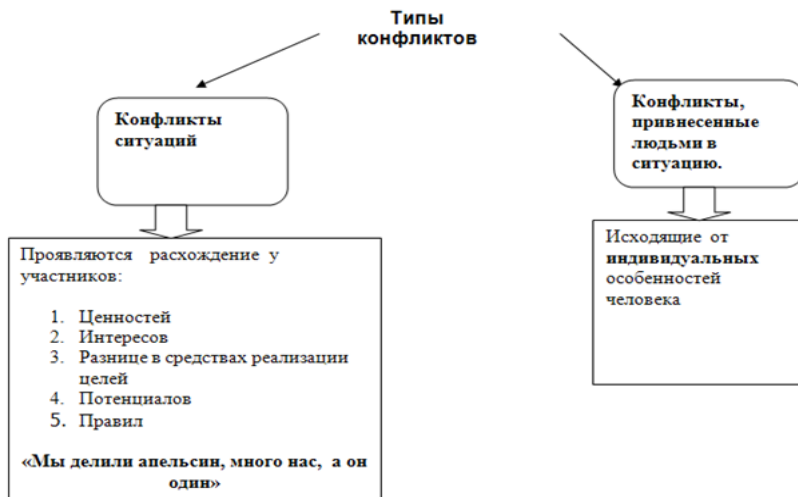 Типы
конфликтов
Конфликты
ситуаций
Конфликты,
привнесенные
людьми в
ситуацию.
Проявляются расхождение у
участников:
1. Ценностей
2. Интересов
3. Разнице в средствах реализации
целей
4. Потенциалов
5. Правил
«Мы делили апельсин, много нас, а он
один»
Исходящие от
индивидуальных
особенностей
человека